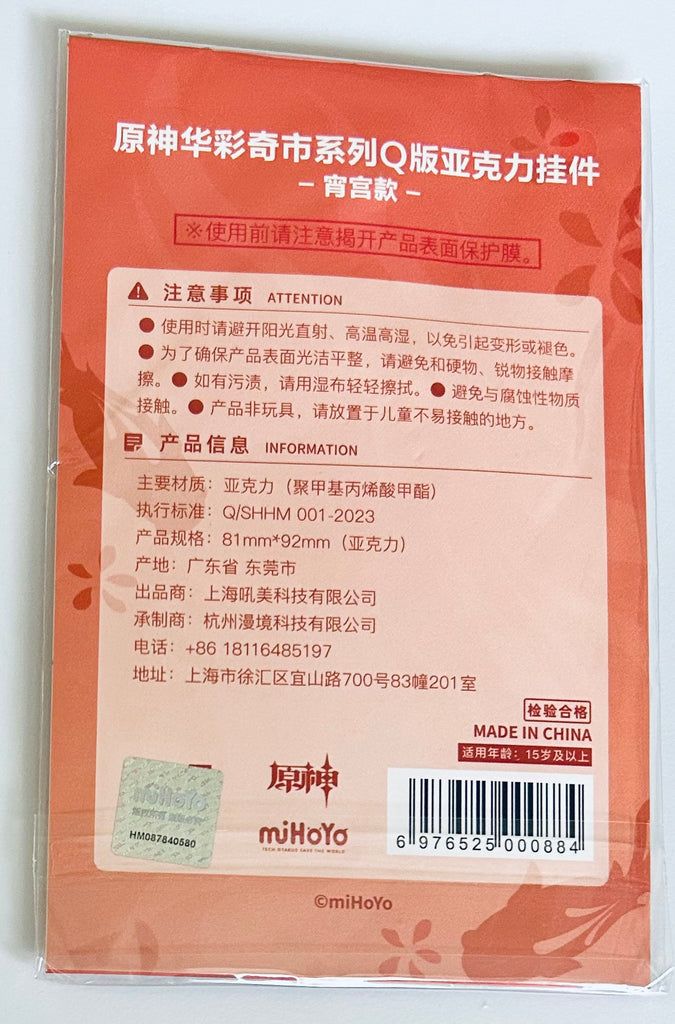 原神华彩奇市系列Q版亚克力挂件
– 宵宫款 –
※使用前请注意揭开产品表面保护膜。
注意事项 ATTENTION
● 使用时请避开阳光直射、高温高湿，以免引起变形或褪色。
● 为了确保产品表面光洁平整，请避免和硬物、锐物接触摩
擦。● 如有污渍，请用湿布轻轻擦拭。● 避免与腐蚀性物质
接触。● 产品非玩具，请放置于儿童不易接触的地方。
产品信息 INFORMATION
主要材质：亚克力（聚甲基丙烯酸甲酯）
执行标准：Q/SHHM 001-2023
产品规格：81mm*92mm（亚克力）
产地：广东省 东莞市
出品商：上海吼美科技有限公司
承制商：杭州漫境科技有限公司
电话：+86 18116485197
地址：上海市徐汇区宜山路700号83幢201室
检验合格
MADE IN CHINA
适用年龄：15岁及以上
miHoYo
HM087840580
原神
miHoYo
TECH OTAKUS SAVE THE WORLD
6 976525 000884
©miHoYo